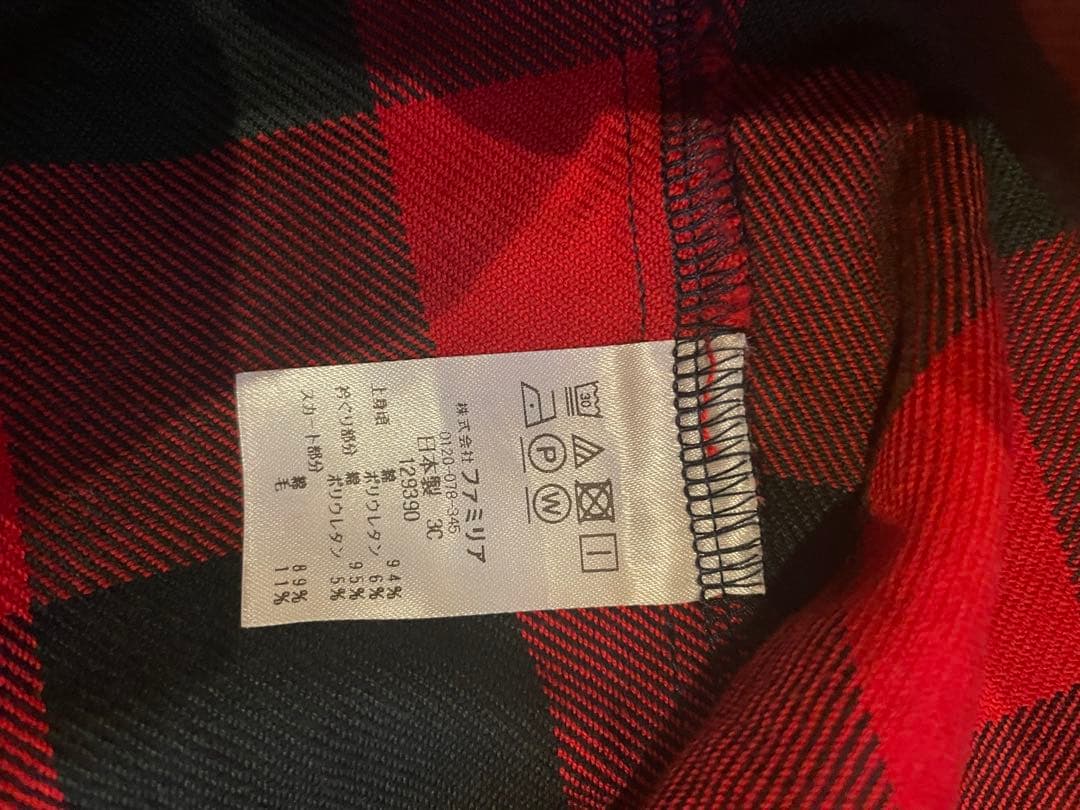 30
P W
株式会社 ファミリア
0120-078-345
日本製 3C
129390
上身頃 綿 94%
ポリウレタン 6%
衿ぐり部分 綿 95%
ポリウレタン 5%
スカート部分 綿 89%
毛 11%